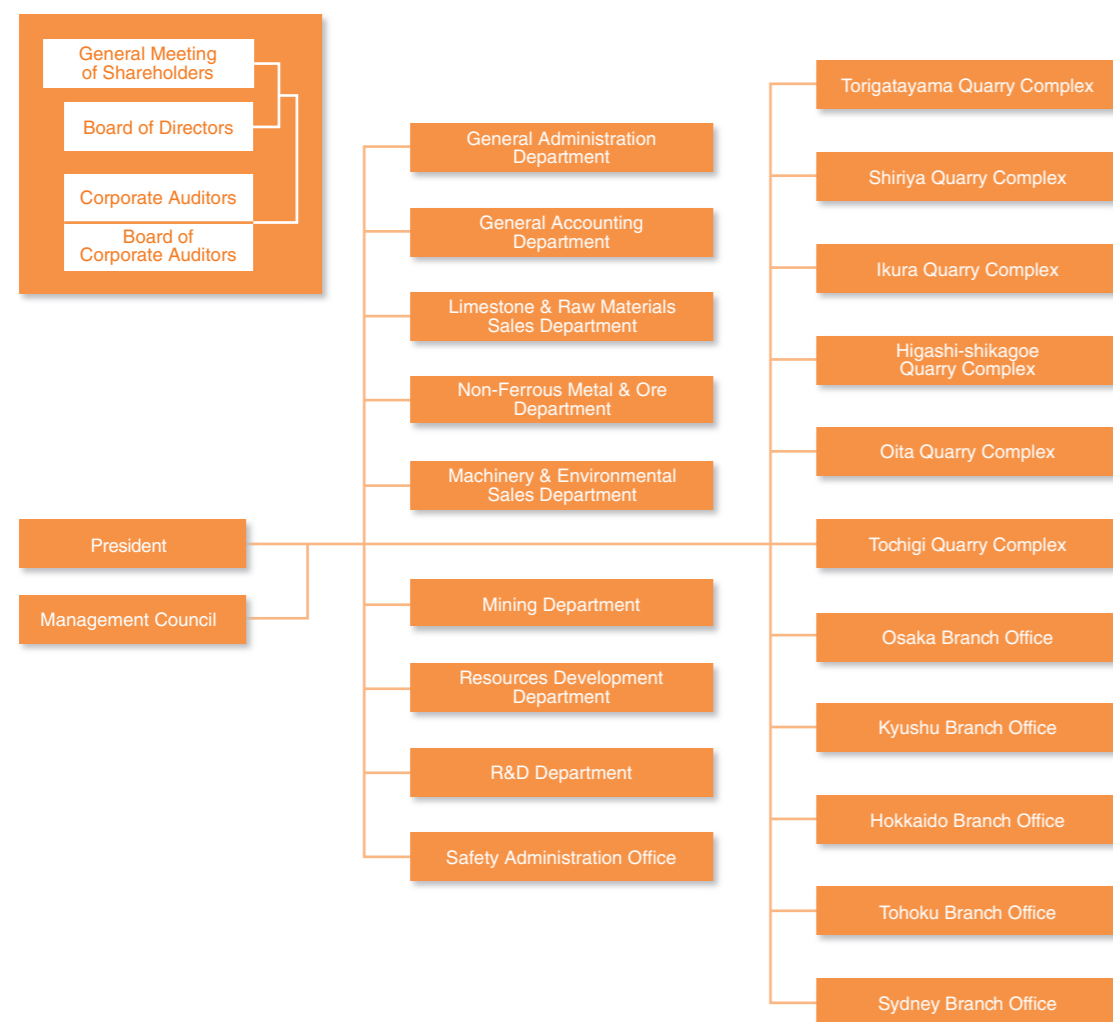 General Meeting
of Shareholders
Board of Directors
Corporate Auditors
Board of
Corporate Auditors
President
Management Council
General Administration
Department
General Accounting
Department
Limestone & Raw Materials
Sales Department
Non-Ferrous Metal & Ore
Department
Machinery & Environmental
Sales Department
Mining Department
Resources Development
Department
R&D Department
Safety Administration Office
Torigatayama Quarry Complex
Shiriya Quarry Complex
Ikura Quarry Complex
Higashi-shikagoe
Quarry Complex
Oita Quarry Complex
Tochigi Quarry Complex
Osaka Branch Office
Kyushu Branch Office
Hokkaido Branch Office
Tohoku Branch Office
Sydney Branch Office